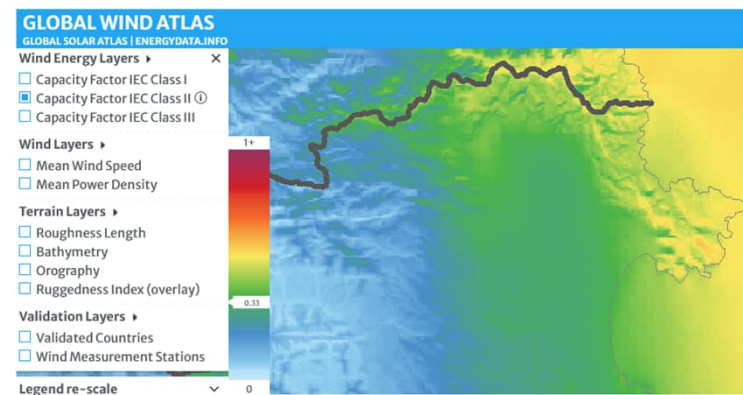 GLOBAL WIND ATLAS
GLOBAL SOLAR ATLAS | ENERGYDATA.INFO
Wind Energy Layers
Capacity Factor IEC Class I
Capacity Factor IEC Class II
Capacity Factor IEC Class III
Wind Layers
Mean Wind Speed
Mean Power Density
Terrain Layers
Roughness Length
Bathymetry
Orography
Ruggedness Index (overlay)
Validation Layers
Validated Countries
Wind Measurement Stations
Legend re-scale
1+
0.33
0